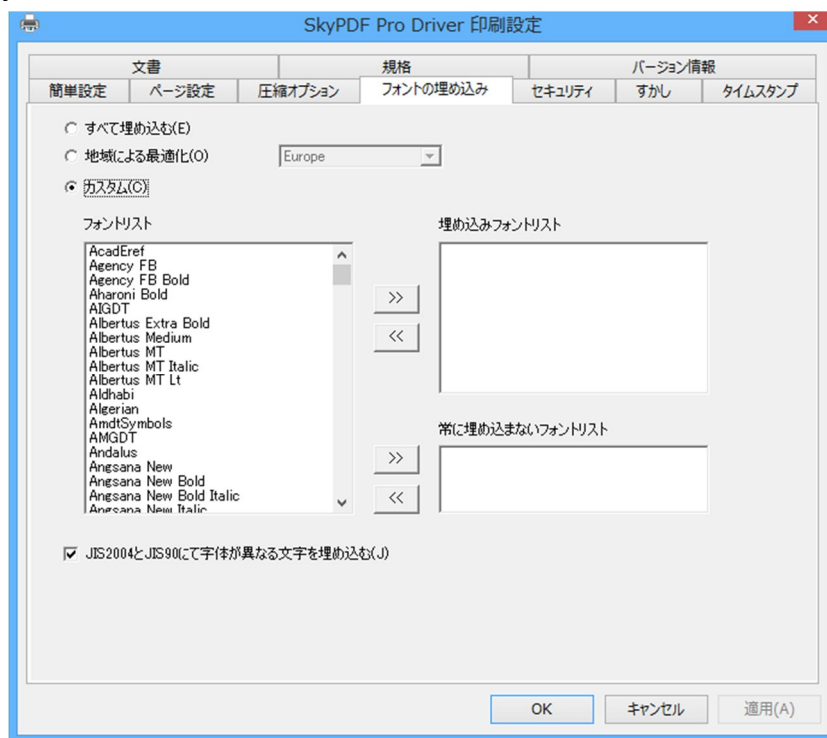 SkyPDF Pro Driver 印刷設定
文書 規格 バージョン情報
簡単設定 ページ設定 圧縮オプション フォントの埋め込み セキュリティ すかし タイムスタンプ
すべて埋め込む(E)
地域による最適化(O) Europe
カスタム(C)
フォントリスト
AcadEref
Agency FB
Agency FB Bold
Aharoni Bold
AIGDT
Albertus Extra Bold
Albertus Medium
Albertus MT
Albertus MT Italic
Albertus MT Lt
Aldhabi
Algerian
AmdtSymbols
AMGDT
Andalus
Angsana New
Angsana New Bold
Angsana New Bold Italic
Angsana New Italic
>>
<<
>>
<<
埋め込みフォントリスト
常に埋め込まないフォントリスト
JIS2004とJIS90にて字体が異なる文字を埋め込む(J)
OK キャンセル 適用(A)